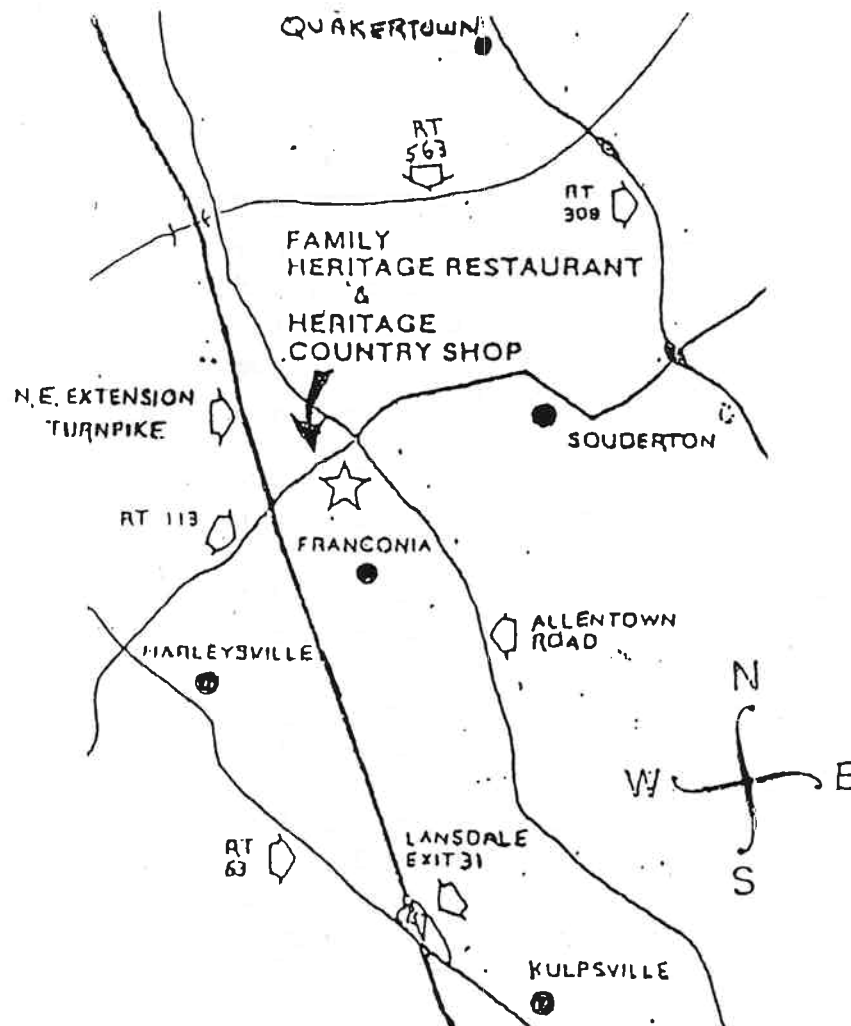 QUAKERTOWN
RT
563
RT
309
FAMILY
HERITAGE RESTAURANT
&
HERITAGE
COUNTRY SHOP
N.E. EXTENSION
TURNPIKE
SOUDERTON
RT 113
FRANCONIA
ALLENTOWN
ROAD
HARLEYSVILLE
N
W
E
S
RT
63
LANSDALE
EXIT 31
KULPSVILLE